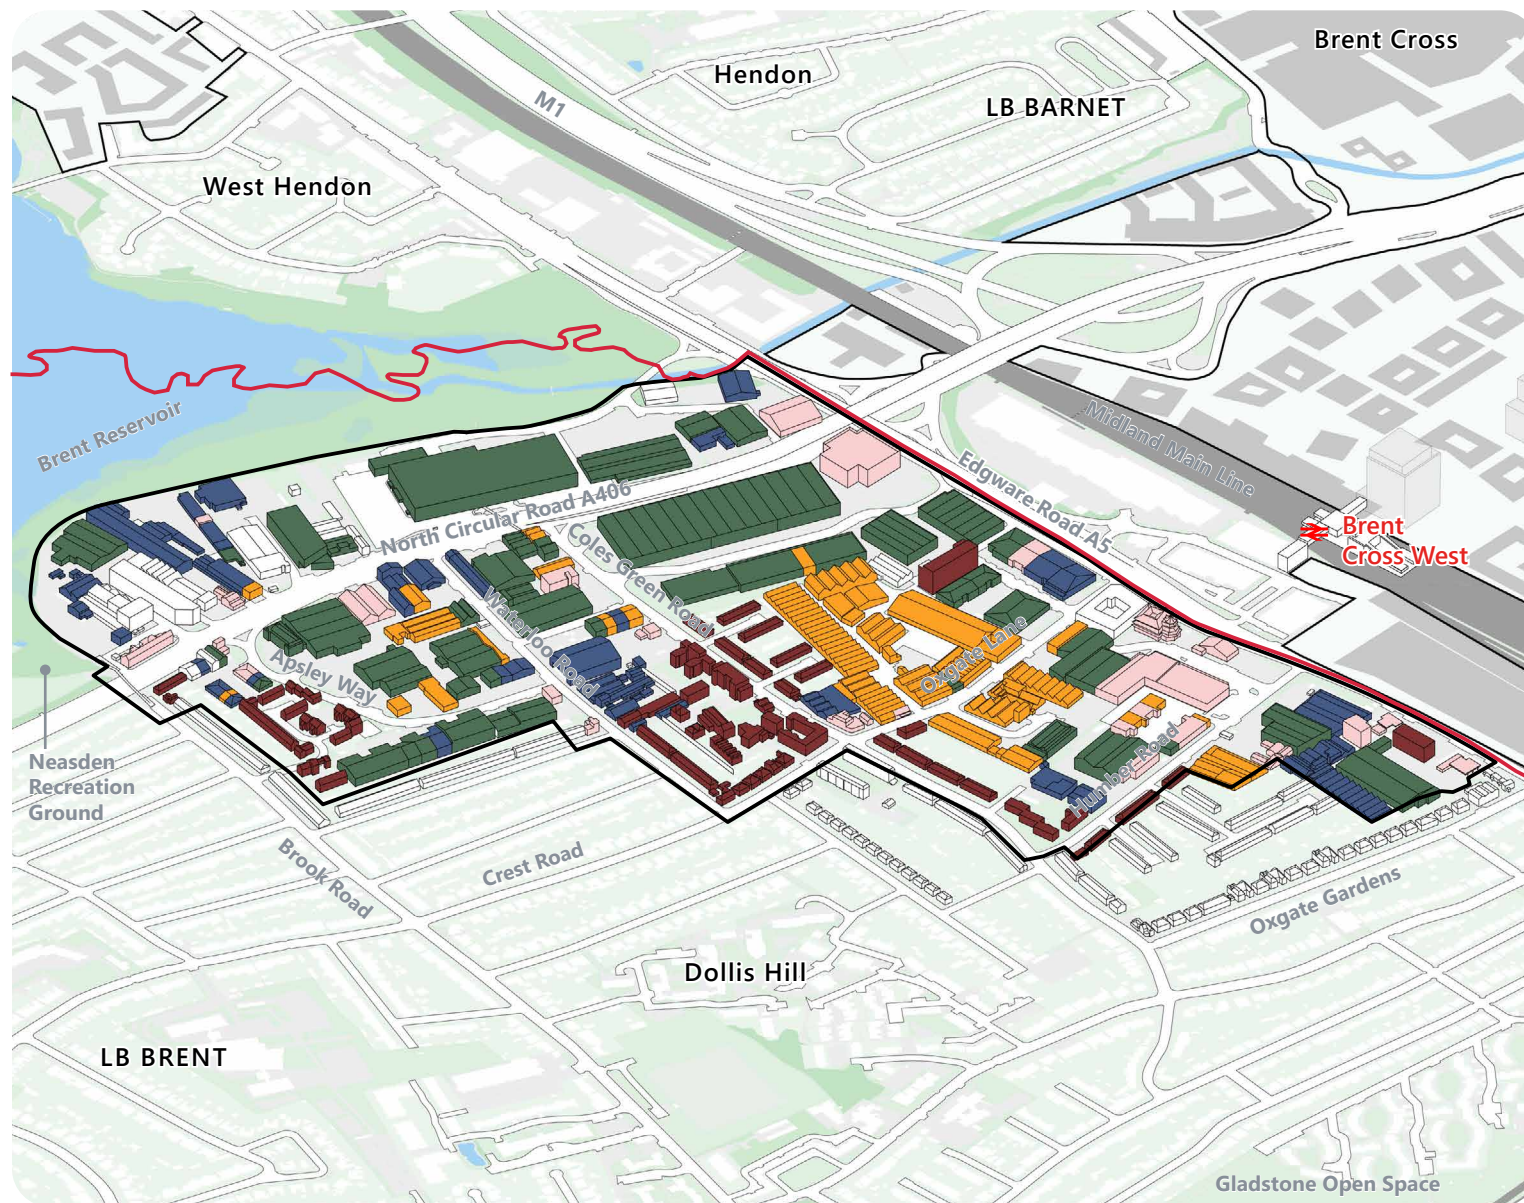 Brent Cross
Hendon
M1
LB BARNET
West Hendon
Brent Reservoir
Midland Main Line
Edgware Road A5
North Circular Road A406
Coles Green Road
Brent
Cross West
Waterloo Road
Oxgate Lane
Apsley Way
Humber Road
Neasden
Recreation
Ground
Brook Road
Crest Road
Oxgate Gardens
Dollis Hill
LB BRENT
Gladstone Open Space